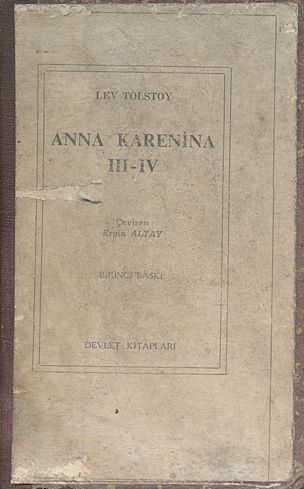 LEV TOLSTOY
ANNA KARENİNA
III-IV
Çeviren
Ergin ALTAY
BİRİNCİ BASKI
DEVLET KİTAPLARI